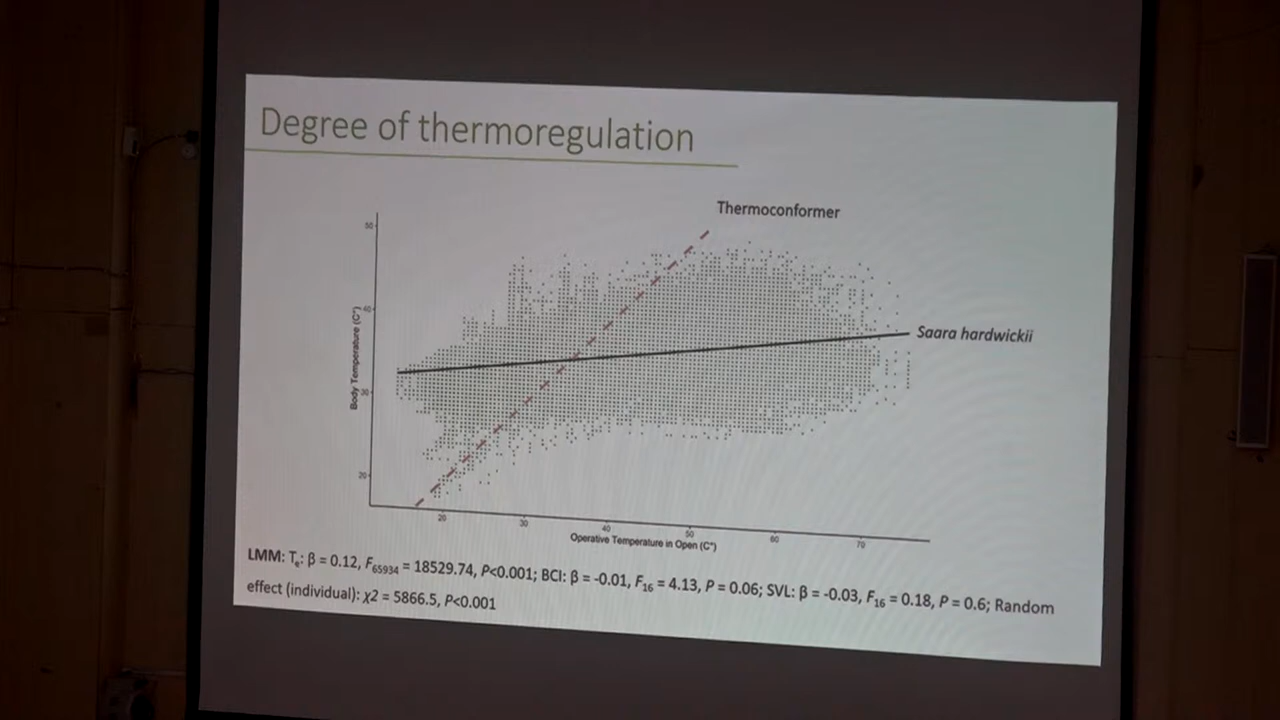 Degree of thermoregulation
Thermoconformer
50
40
30
20
Body Temperature (C°)
Saara hardwickii
20 30 40 50 60 70
Operative Temperature in Open (C°)
LMM: Te: β = 0.12, F65934 = 18529.74, P<0.001; BCI: β = -0.01, F16 = 4.13, P = 0.06; SVL: β = -0.03, F16 = 0.18, P = 0.6; Random
effect (individual): χ2 = 5866.5, P<0.001